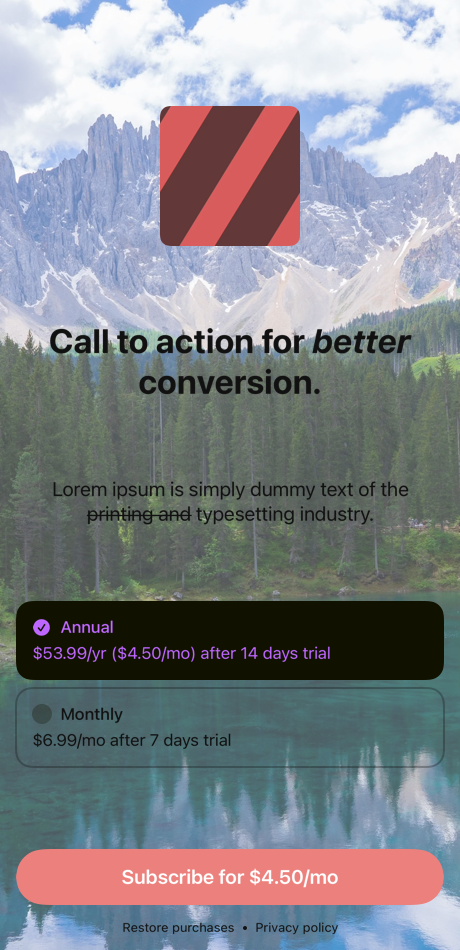 Call to action for better
conversion.
Lorem ipsum is simply dummy text of the
printing and typesetting industry.
Annual
$53.99/yr ($4.50/mo) after 14 days trial
Monthly
$6.99/mo after 7 days trial
Subscribe for $4.50/mo
Restore purchases • Privacy policy